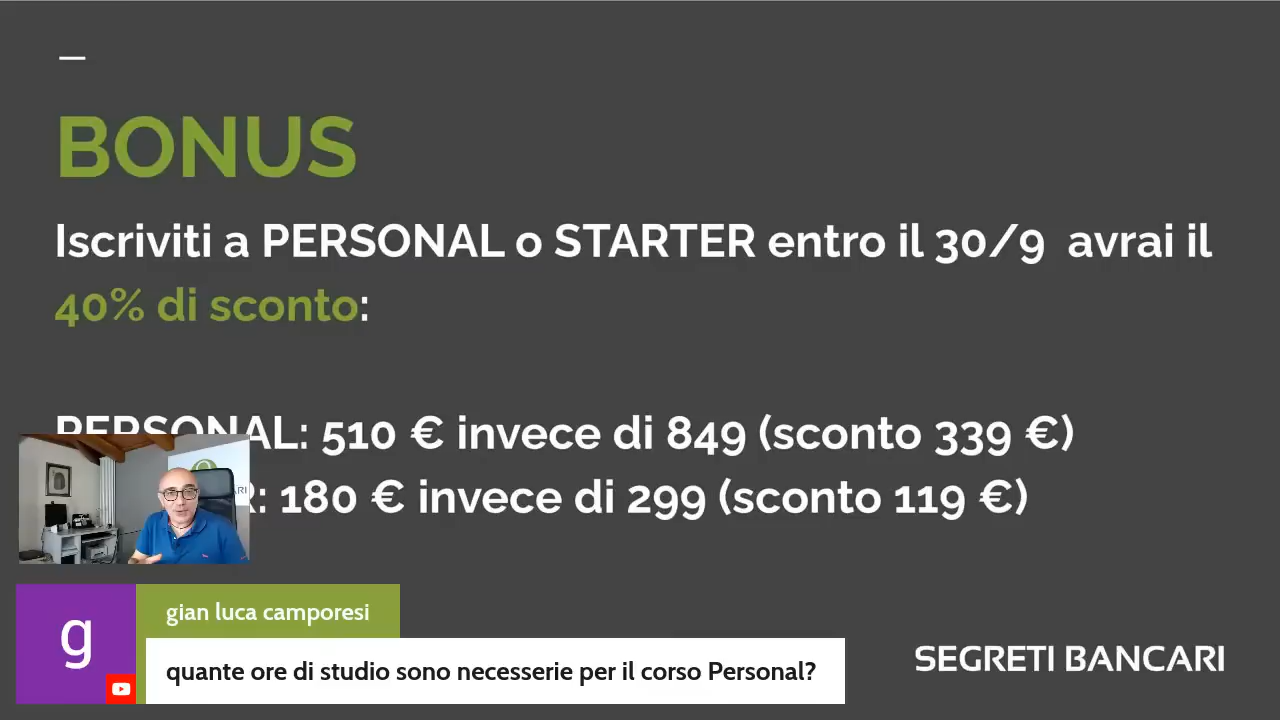 BONUS
Iscriviti a PERSONAL o STARTER entro il 30/9 avrai il
40% di sconto:
PERSONAL: 510 € invece di 849 (sconto 339 €)
R: 180 € invece di 299 (sconto 119 €)
g
gian luca camporesi
quante ore di studio sono necesserie per il corso Personal?
SEGRETI BANCARI